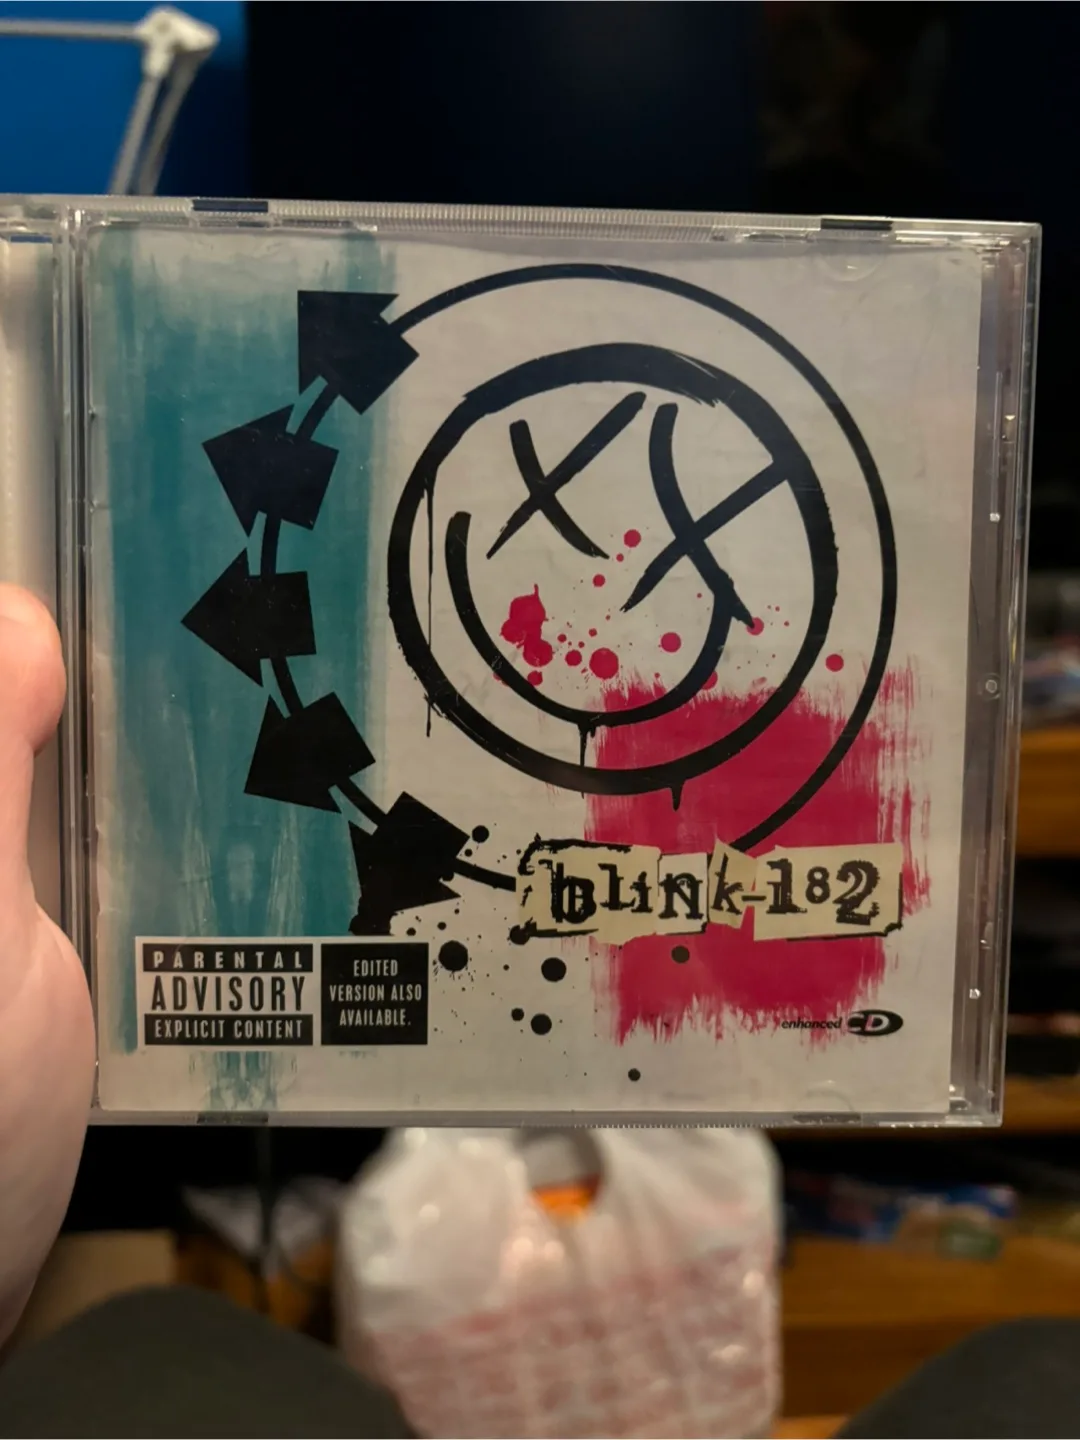 blink-182
PARENTAL
ADVISORY
EXPLICIT CONTENT
EDITED
VERSION ALSO
AVAILABLE.
enhanced CD